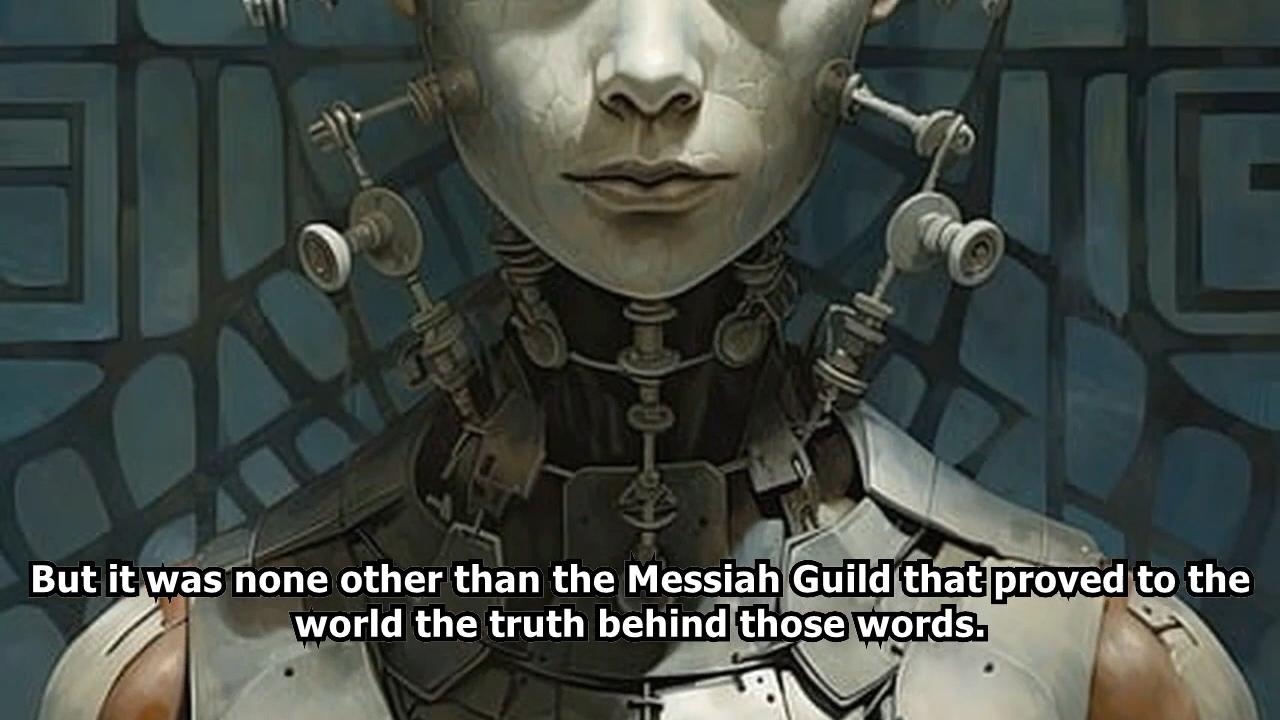 But it was none other than the Messiah Guild that proved to the
world the truth behind those words.